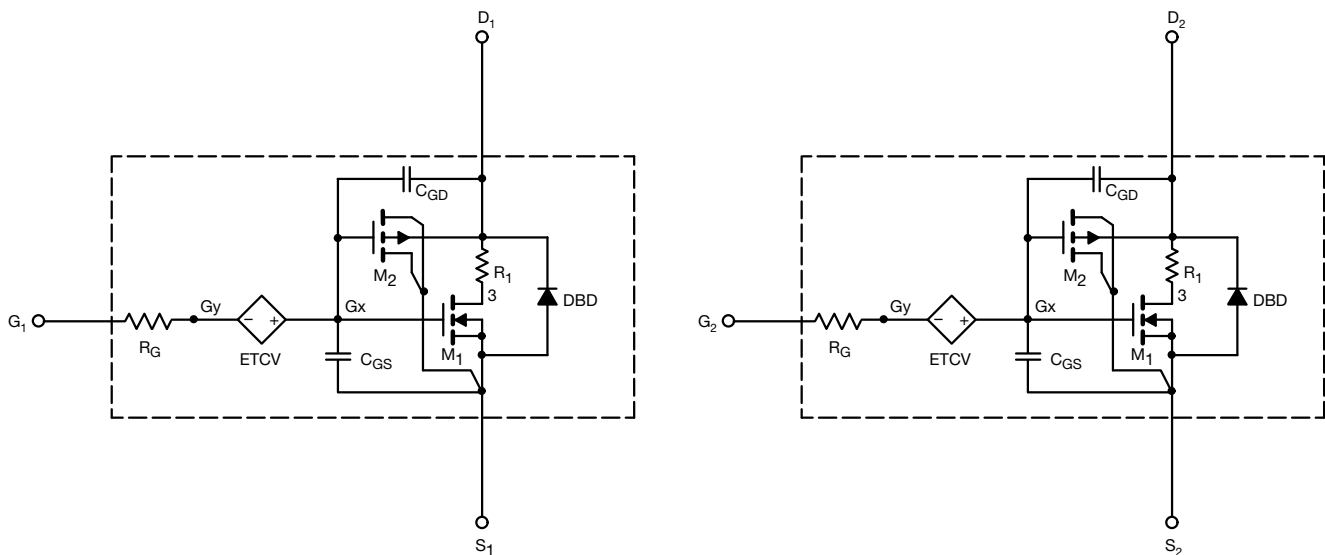 D1
D2
CGD
CGD
M2
R1
M2
R1
3
3
DBD
DBD
G1
Gy
Gx
G2
Gy
Gx
RG
− +
ETCV
M1
RG
− +
ETCV
M1
CGS
CGS
S1
S2